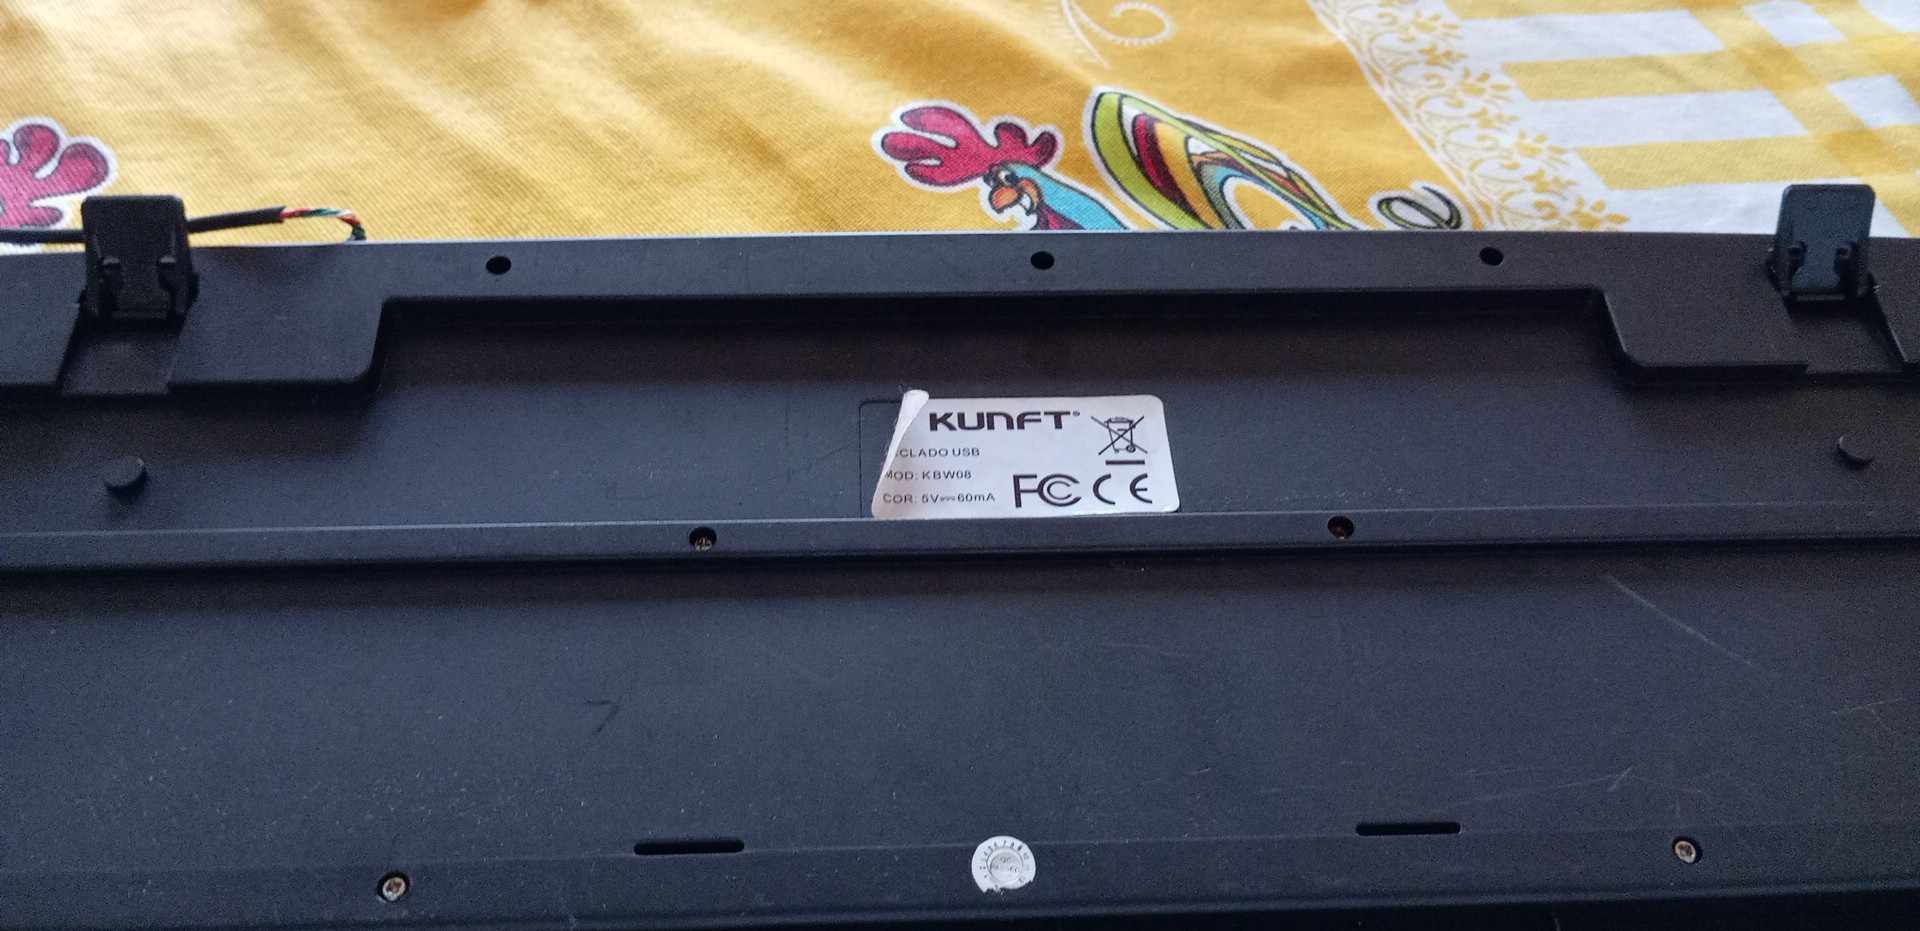 KUNFT®
CLADO USB
MOD: KBW08
COR: 5V⎓60mA
FC CE